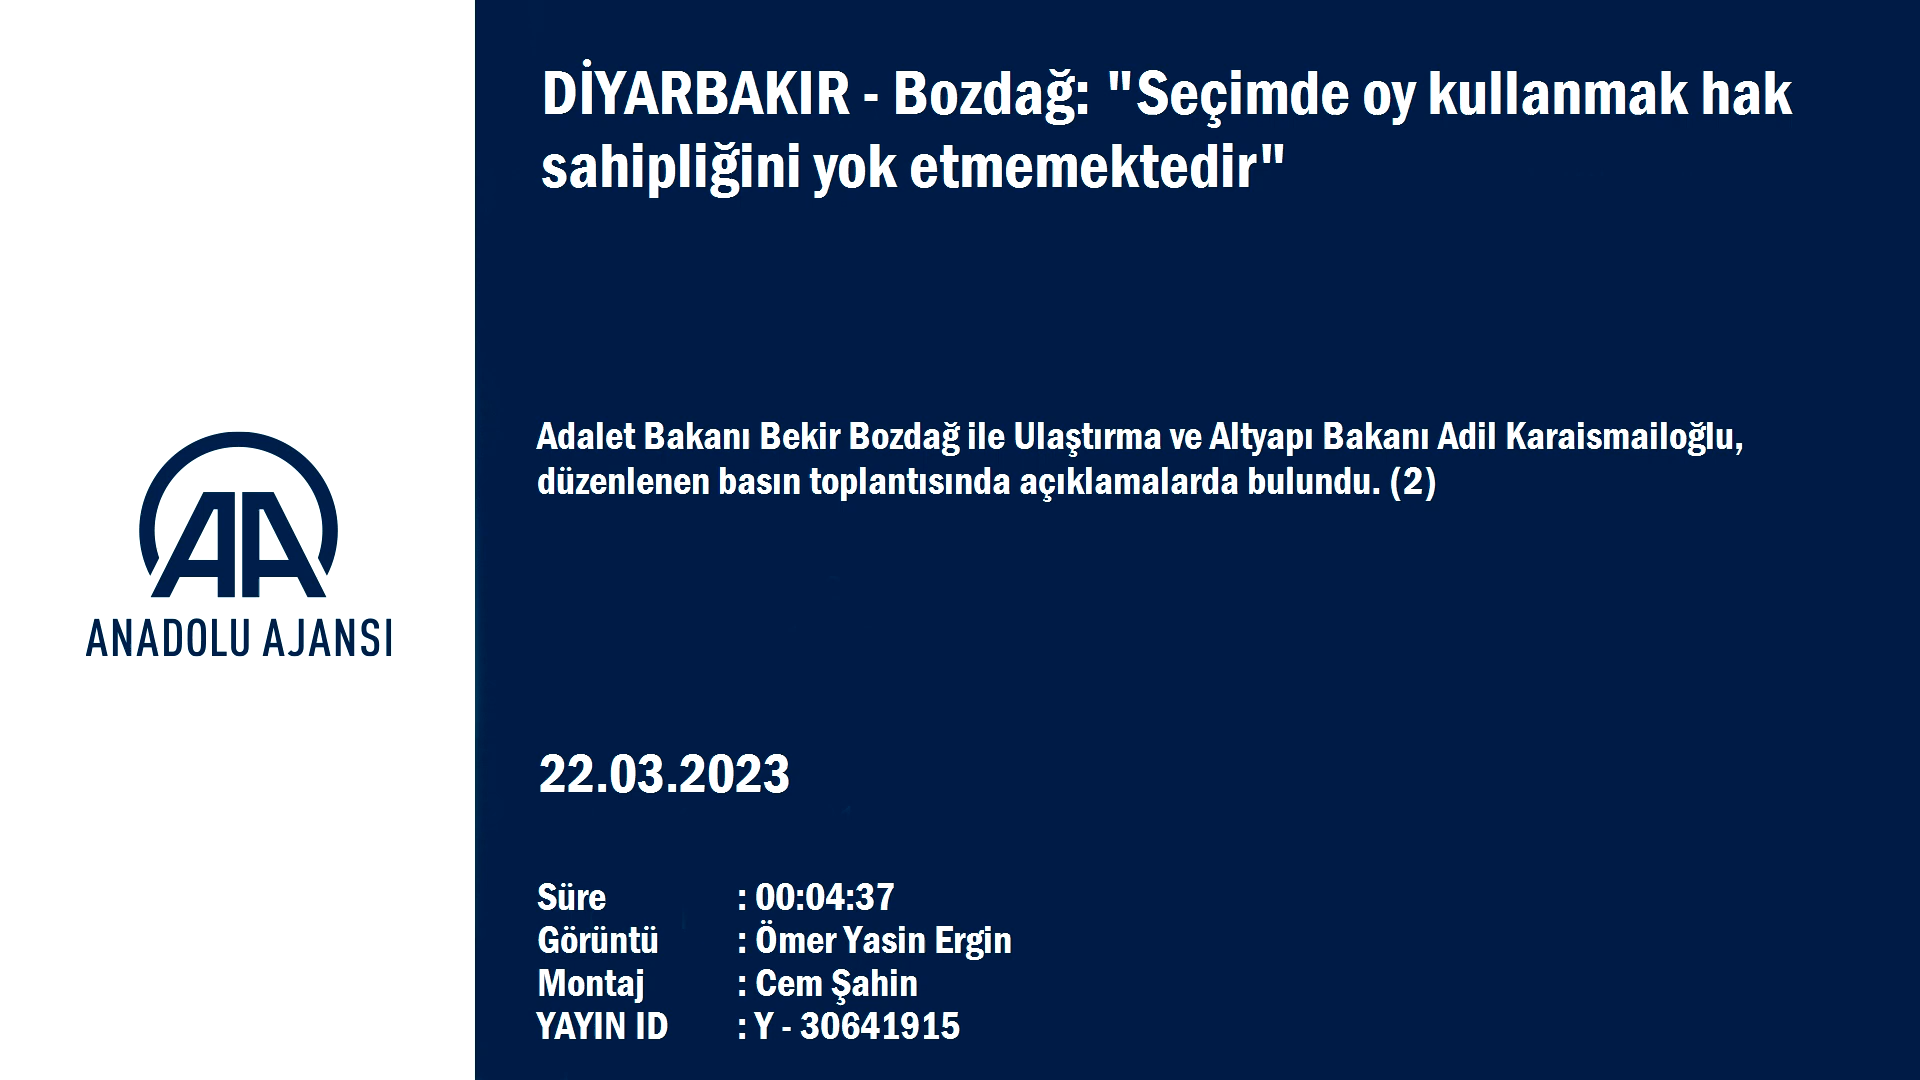 DİYARBAKIR - Bozdağ: "Seçimde oy kullanmak hak
sahipliğini yok etmemektedir"
Adalet Bakanı Bekir Bozdağ ile Ulaştırma ve Altyapı Bakanı Adil Karaismailoğlu,
düzenlenen basın toplantısında açıklamalarda bulundu. (2)
AA
ANADOLU AJANSI
22.03.2023
Süre : 00:04:37
Görüntü : Ömer Yasin Ergin
Montaj : Cem Şahin
YAYIN ID : Y - 30641915